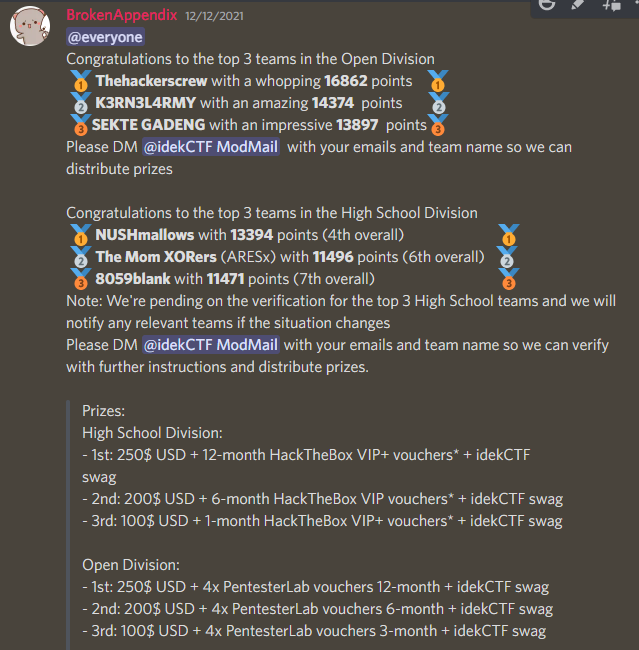 BrokenAppendix 12/12/2021
@everyone
Congratulations to the top 3 teams in the Open Division
🥇 Thehackerscrew with a whopping 16862 points 🥇
🥈 K3RN3L4RMY with an amazing 14374 points 🥈
🥉 SEKTE GADENG with an impressive 13897 points 🥉
Please DM @idekCTF ModMail with your emails and team name so we can
distribute prizes
Congratulations to the top 3 teams in the High School Division
🥇 NUSHmallows with 13394 points (4th overall) 🥇
🥈 The Mom XORers (ARESx) with 11496 points (6th overall) 🥈
🥉 8059blank with 11471 points (7th overall) 🥉
Note: We're pending on the verification for the top 3 High School teams and we will
notify any relevant teams if the situation changes
Please DM @idekCTF ModMail with your emails and team name so we can verify
with further instructions and distribute prizes.
Prizes:
High School Division:
- 1st: 250$ USD + 12-month HackTheBox VIP+ vouchers* + idekCTF
swag
- 2nd: 200$ USD + 6-month HackTheBox VIP vouchers* + idekCTF swag
- 3rd: 100$ USD + 1-month HackTheBox VIP+ vouchers* + idekCTF swag
Open Division:
- 1st: 250$ USD + 4x PentesterLab vouchers 12-month + idekCTF swag
- 2nd: 200$ USD + 4x PentesterLab vouchers 6-month + idekCTF swag
- 3rd: 100$ USD + 4x PentesterLab vouchers 3-month + idekCTF swag